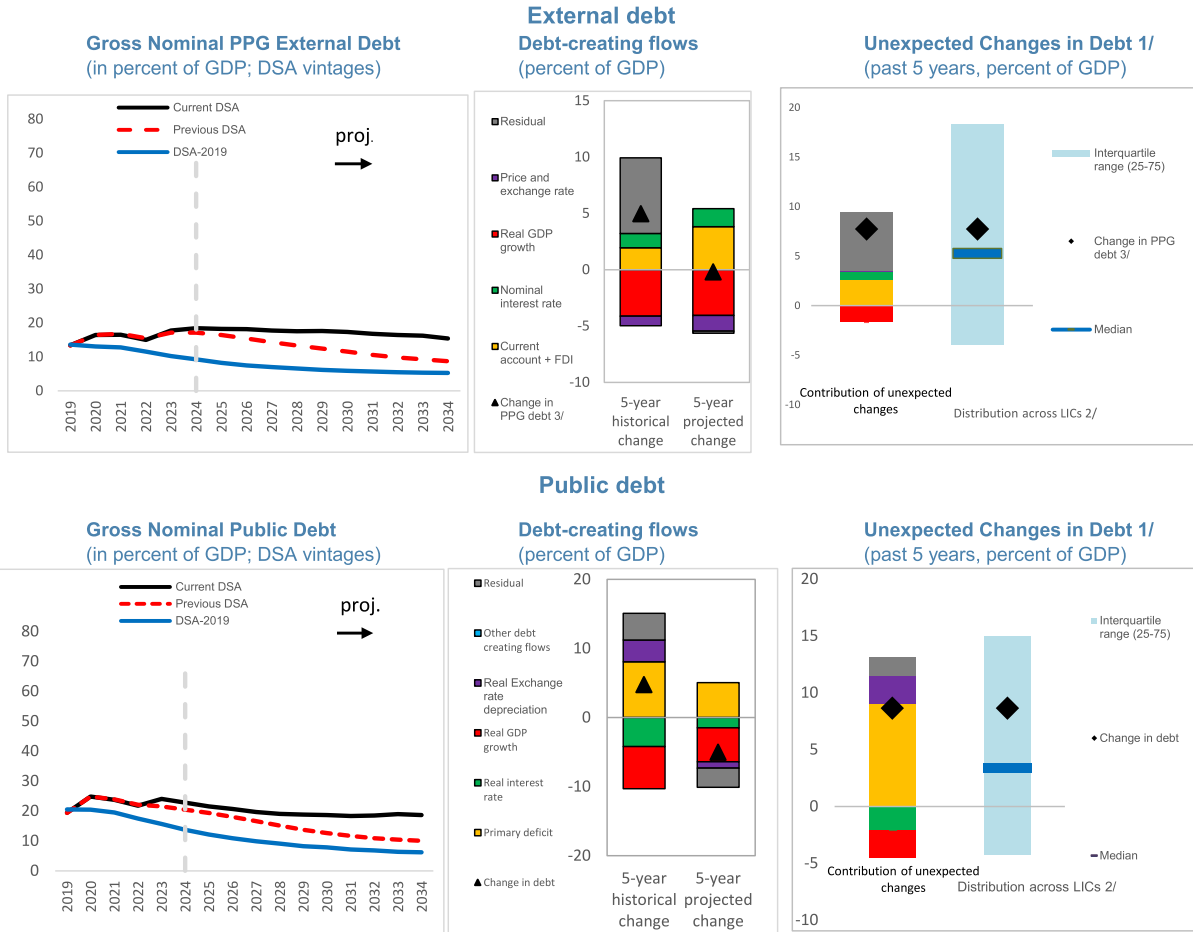 External debt
Gross Nominal PPG External Debt
(in percent of GDP; DSA vintages)
Current DSA
Previous DSA
DSA-2019
proj.
80
70
60
50
40
30
20
10
0
2019
2020
2021
2022
2023
2024
2025
2026
2027
2028
2029
2030
2031
2032
2033
2034
Debt-creating flows
(percent of GDP)
Residual
Price and
exchange rate
Real GDP
growth
Nominal
interest rate
Current
account + FDI
Change in
PPG debt 3/
15
10
5
0
-5
-10
5-year
historical
change
5-year
projected
change
Unexpected Changes in Debt 1/
(past 5 years, percent of GDP)
20
15
10
5
0
-5
-10
Contribution of unexpected
changes
Distribution across LICs 2/
Interquartile
range (25-75)
Change in PPG
debt 3/
Median
Public debt
Gross Nominal Public Debt
(in percent of GDP; DSA vintages)
Current DSA
Previous DSA
DSA-2019
proj.
80
70
60
50
40
30
20
10
0
2019
2020
2021
2022
2023
2024
2025
2026
2027
2028
2029
2030
2031
2032
2033
2034
Debt-creating flows
(percent of GDP)
Residual
Other debt
creating flows
Real Exchange
rate
depreciation
Real GDP
growth
Real interest
rate
Primary deficit
Change in debt
20
10
0
-10
-20
5-year
historical
change
5-year
projected
change
Unexpected Changes in Debt 1/
(past 5 years, percent of GDP)
20
15
10
5
0
-5
-10
Contribution of unexpected
changes
Distribution across LICs 2/
Interquartile
range (25-75)
Change in debt
Median